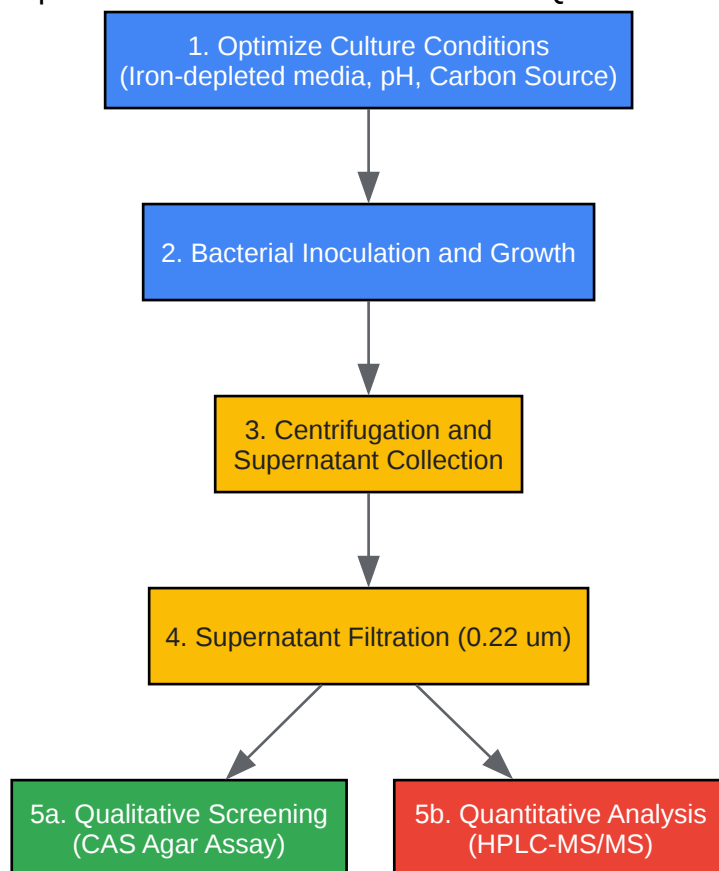 1. Optimize Culture Conditions
(Iron-depleted media, pH, Carbon Source)
2. Bacterial Inoculation and Growth
3. Centrifugation and
Supernatant Collection
4. Supernatant Filtration (0.22 um)
5a. Qualitative Screening
(CAS Agar Assay)
5b. Quantitative Analysis
(HPLC-MS/MS)